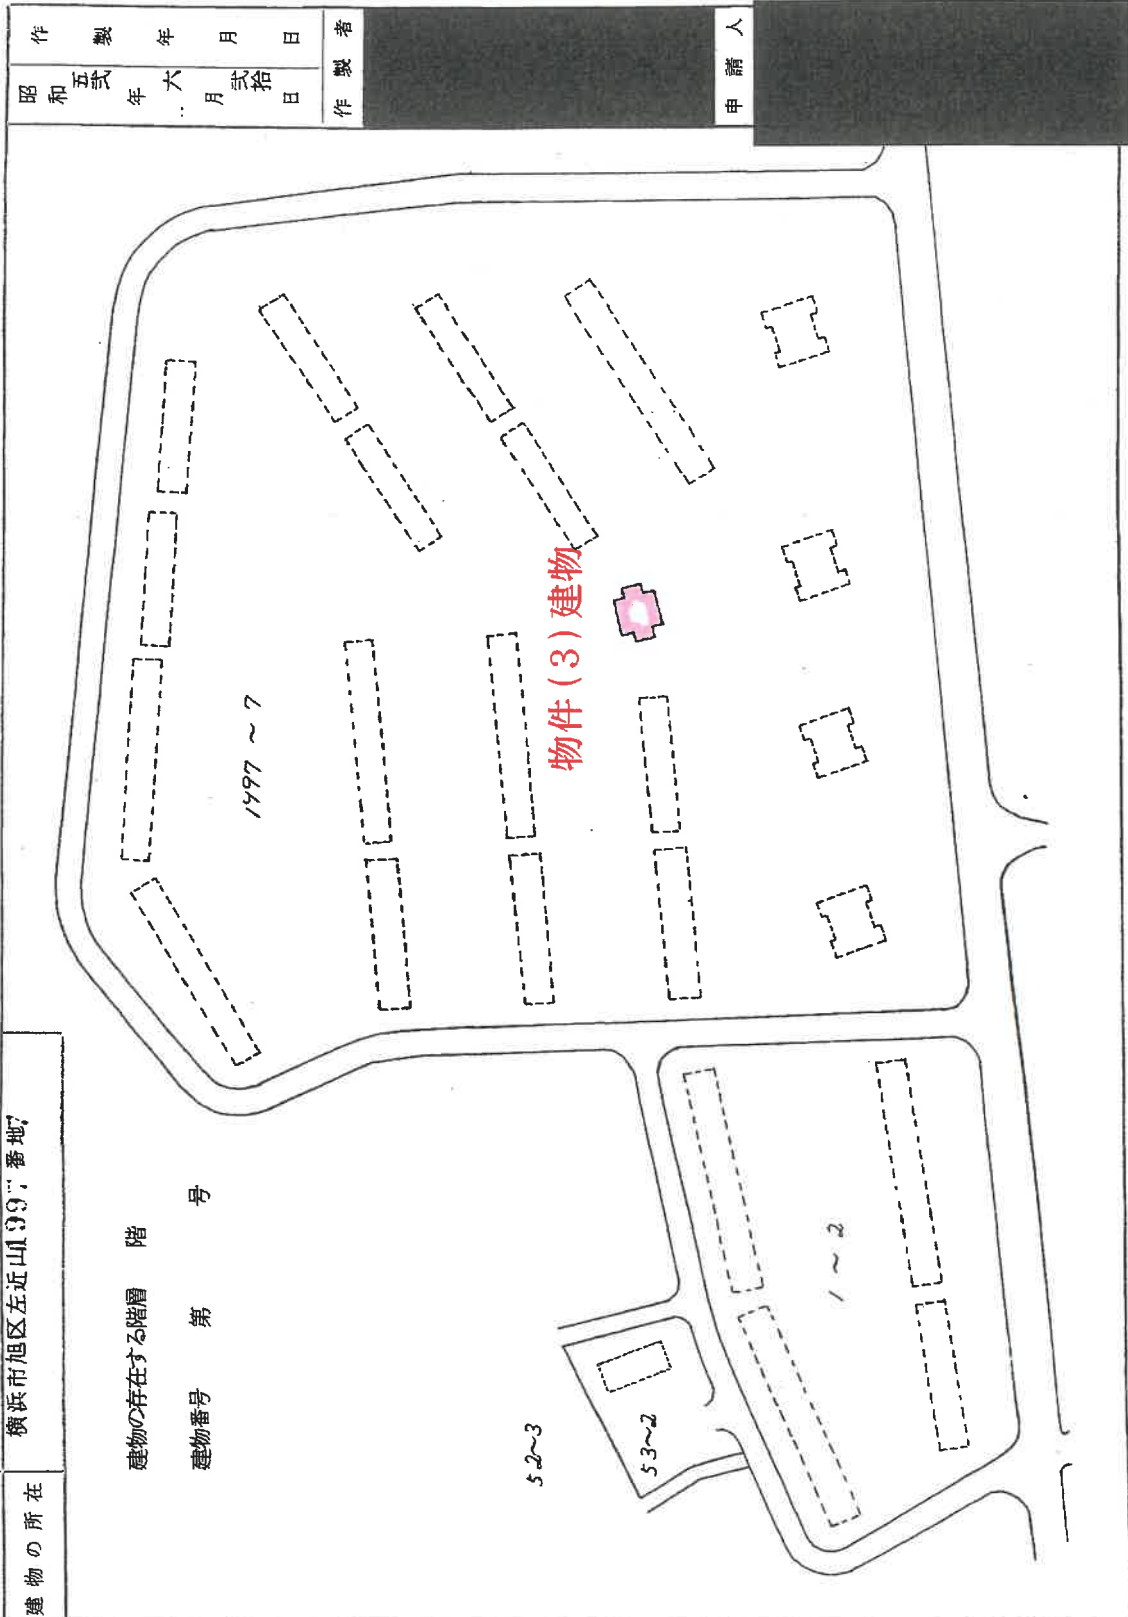 建物の所在
横浜市旭区左近山1997番地7
建物の存在する階層 階
建物番号 第 号
作製年月日
昭和五弐年六月弐拾日
作製者
申請人
1997~7
物件(3)建物
1~2
52~3
53~2